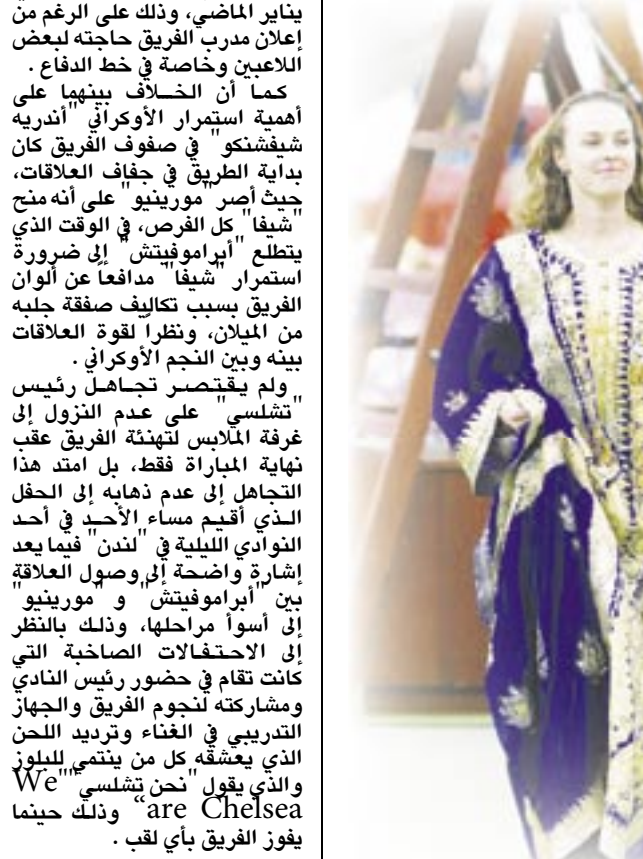 يناير الماضي، وذلك على الرغم من
إعلان مدرب الفريق حاجته لبعض
اللاعبين وخاصة في خط الدفاع .
كما أن الخلاف بينهما على
أهمية استمرار الأوكراني "أندريه
شيفشنكو" في صفوف الفريق كان
بداية الطريق في جفاف العلاقات،
حيث أصر "مورينيو" على أنه منح
"شيفا" كل الفرص، في الوقت الذي
يتطلع "أبراموفيتش" إلى ضرورة
استمرار "شيفا" مدافعاً عن ألوان
الفريق بسبب تكاليف صفقة جلبه
من الميلان، ونظراً لقوة العلاقات
بينه وبين النجم الأوكراني .
ولم يقتصر تجاهل رئيس
"تشلسي" على عدم النزول إلى
غرفة الملابس لتهنئة الفريق عقب
نهاية المباراة فقط، بل امتد هذا
التجاهل إلى عدم ذهابه إلى الحفل
الذي أقيم مساء الأحد في أحد
النوادي الليلية في "لندن" فيما يعد
إشارة واضحة إلى وصول العلاقة
بين "أبراموفيتش" و "مورينيو"
إلى أسوأ مراحلها، وذلك بالنظر
إلى الاحتفالات الصاخبة التي
كانت تقام في حضور رئيس النادي
ومشاركته لنجوم الفريق والجهاز
التدريبي في الغناء وترديد اللحن
الذي يعشقه كل من ينتمي للبلوز
والذي يقول "نحن تشلسي" "We
are Chelsea" وذلك حينما
يفوز الفريق بأي لقب .